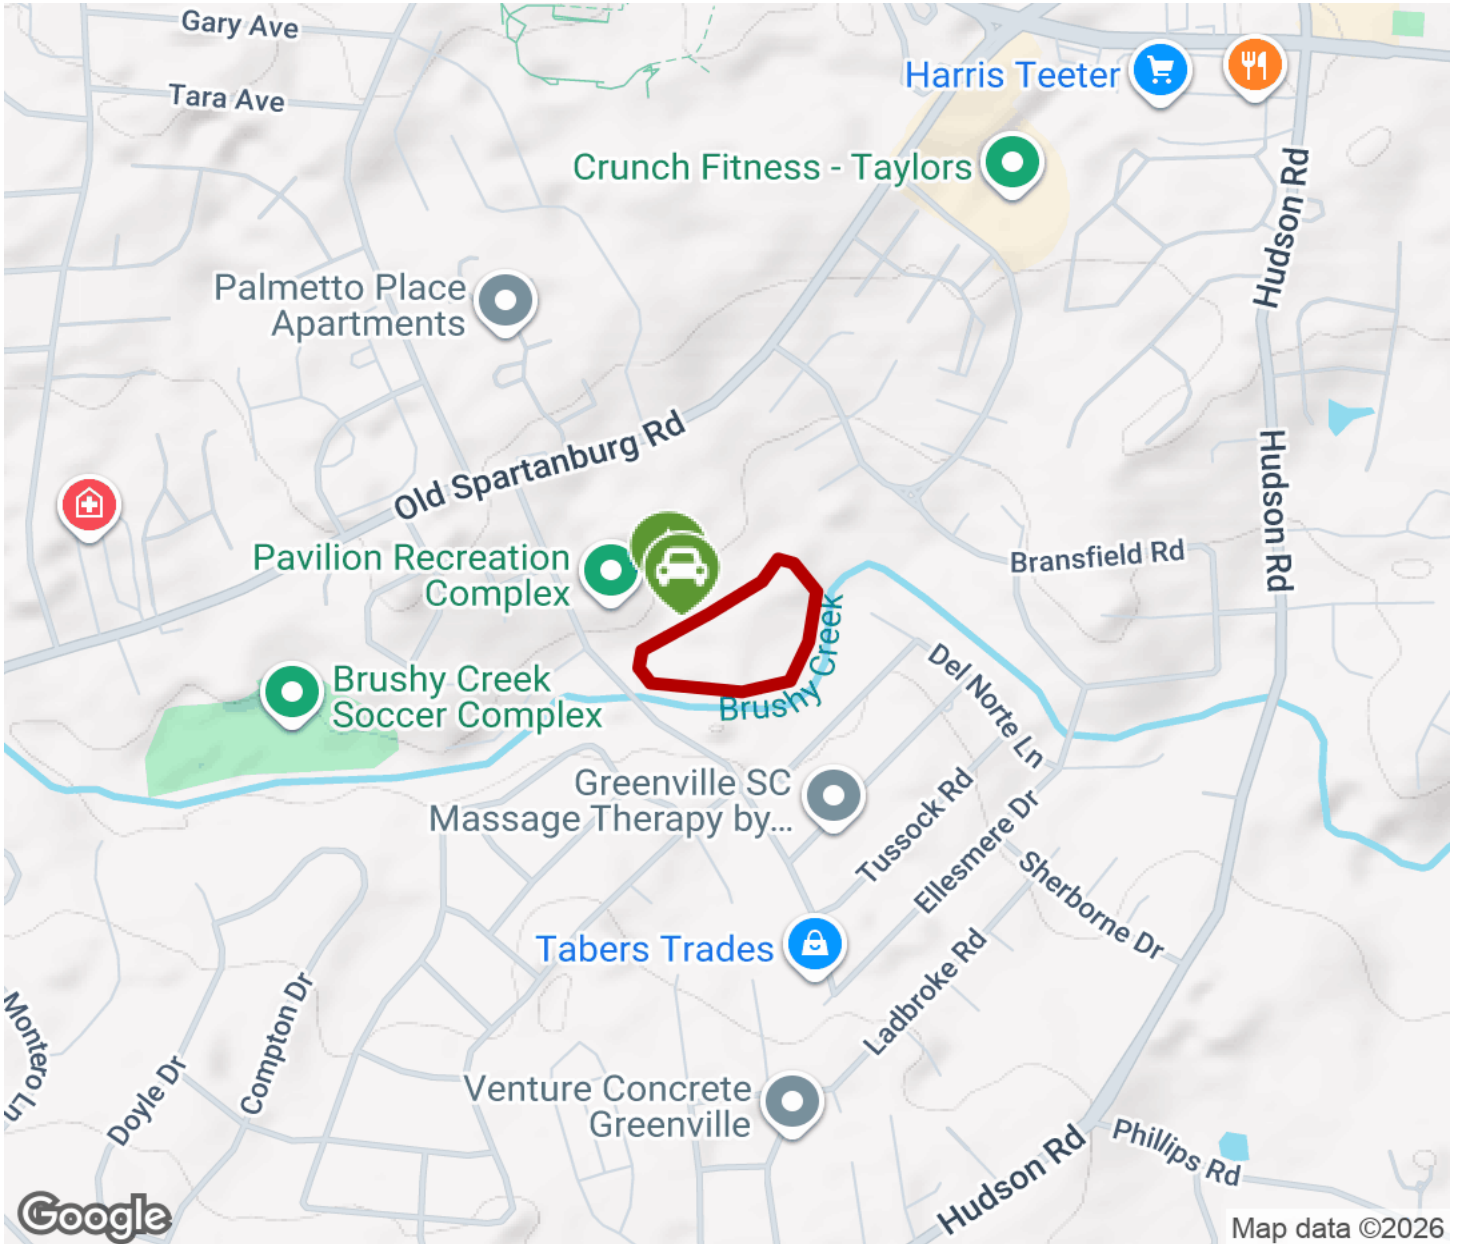 Gary Ave
Tara Ave
Harris Teeter
Crunch Fitness - Taylors
Hudson Rd
Palmetto Place
Apartments
Old Spartanburg Rd
Hudson Rd
Pavilion Recreation
Complex
Bransfield Rd
Brushy Creek
Brushy Creek
Soccer Complex
Brushy Creek
Del Norte Ln
Greenville SC
Massage Therapy by...
Tussock Rd
Ellesmere Dr
Sherborne Dr
Tabers Trades
Ladbroke Rd
Montero Ln
Compton Dr
Doyle Dr
Venture Concrete
Greenville
Phillips Rd
Hudson Rd
Google
Map data ©2026